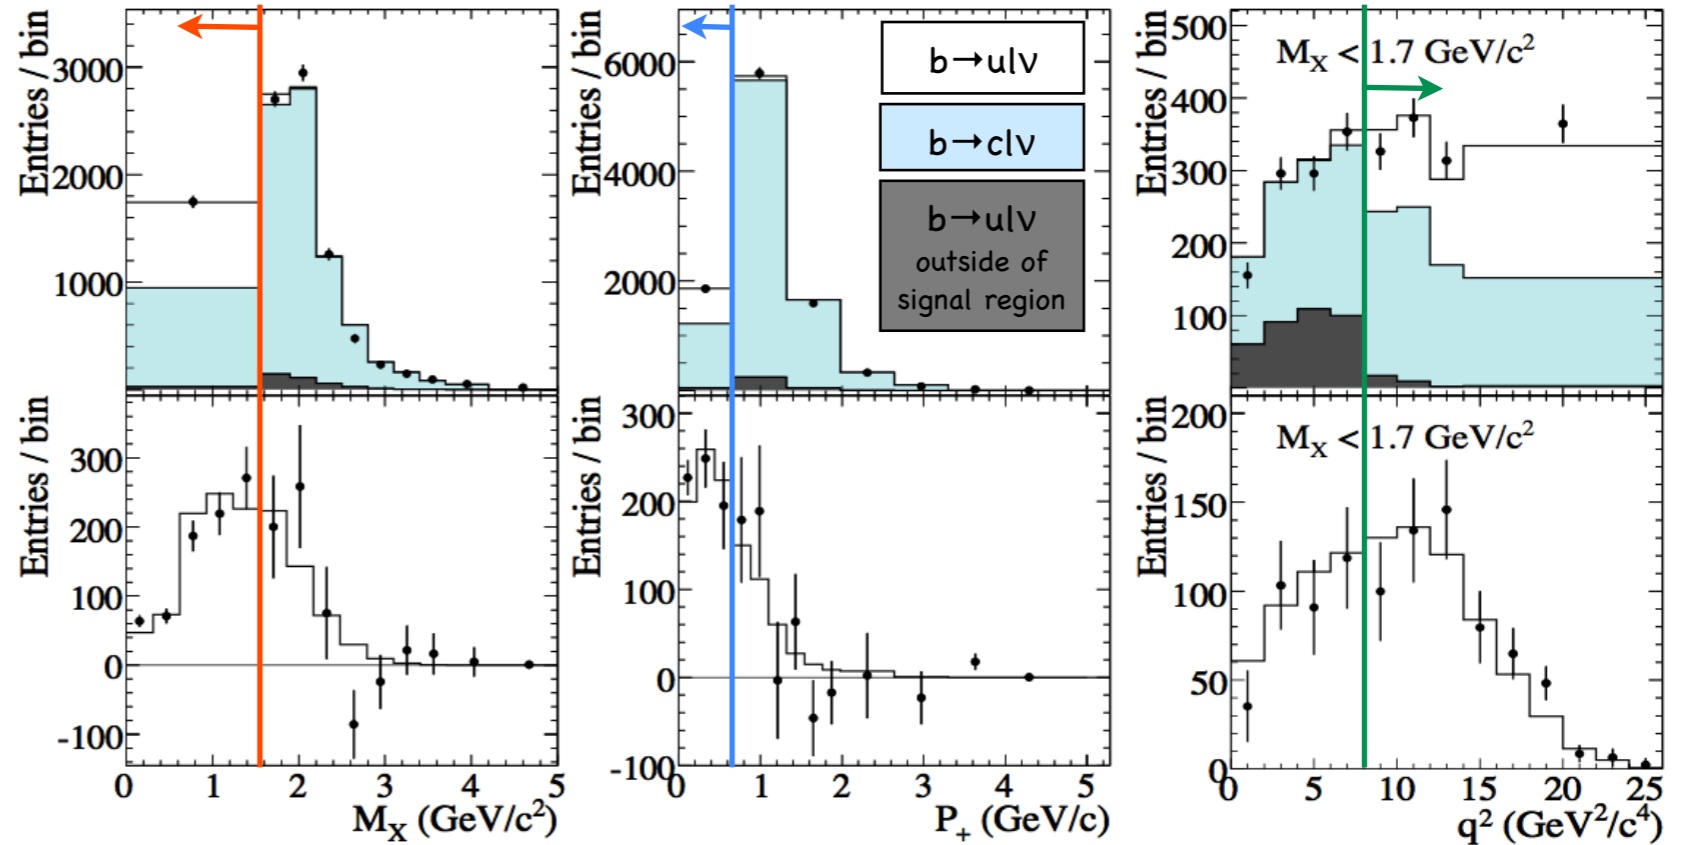 Entries / bin
3000
2000
1000
Entries / bin
300
200
100
0
-100
0 1 2 3 4 5
M_X (GeV/c²)
Entries / bin
6000
4000
2000
b→ulν
b→clν
b→ulν
outside of
signal region
Entries / bin
300
200
100
0
-100
0 1 2 3 4 5
P₊ (GeV/c)
Entries / bin
500
400
300
200
100
M_X < 1.7 GeV/c²
Entries / bin
200
150
100
50
0
M_X < 1.7 GeV/c²
0 5 10 15 20 25
q² (GeV²/c⁴)